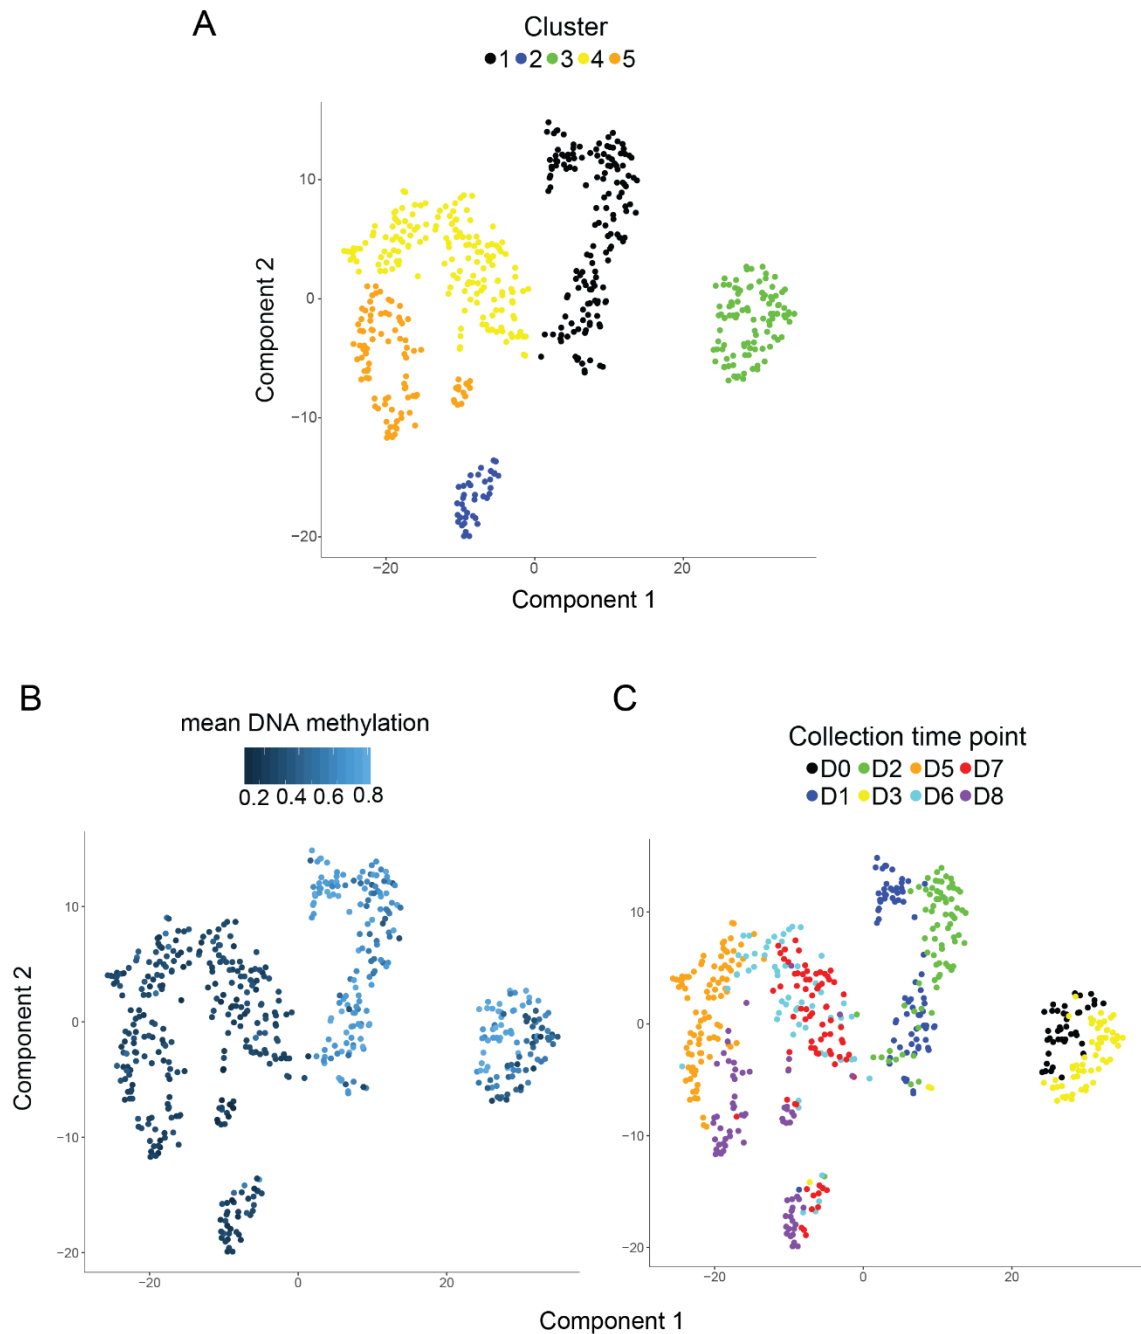 A
Cluster
1 2 3 4 5
10
0
−10
−20
Component 2
−20 0 20
Component 1
B
mean DNA methylation
0.2 0.4 0.6 0.8
10
0
−10
−20
Component 2
−20 0 20
C
Collection time point
D0 D2 D5 D7
D1 D3 D6 D8
10
0
−10
−20
−20 0 20
Component 1